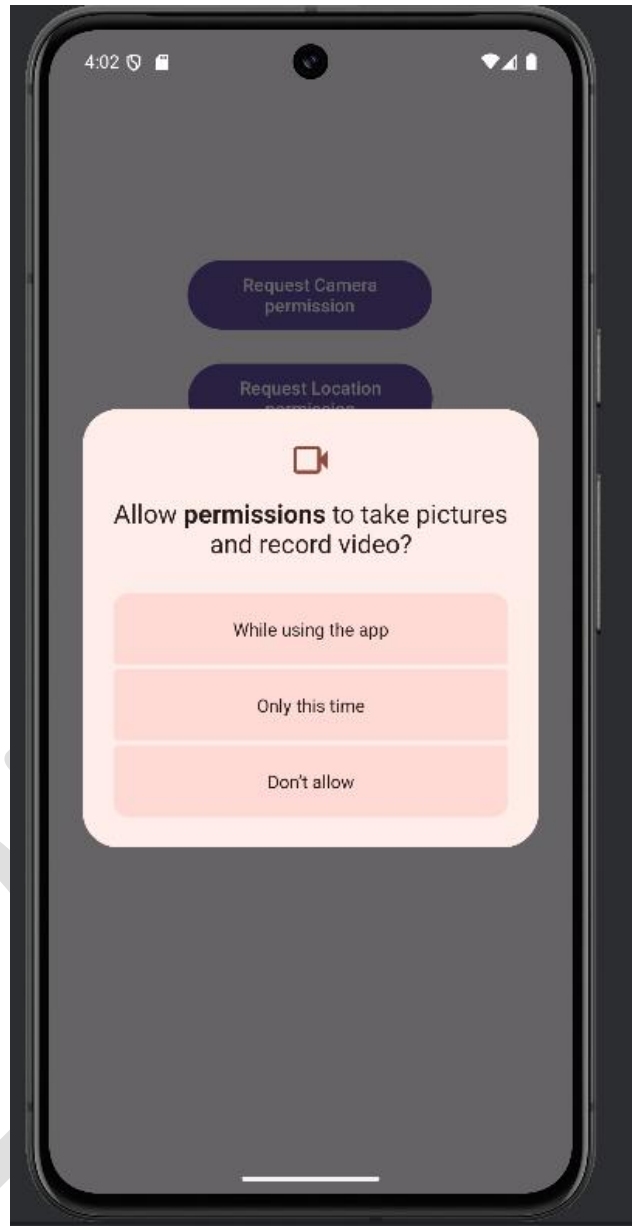 4:02
Request Camera
permission
Request Location
permission
Allow permissions to take pictures
and record video?
While using the app
Only this time
Don't allow